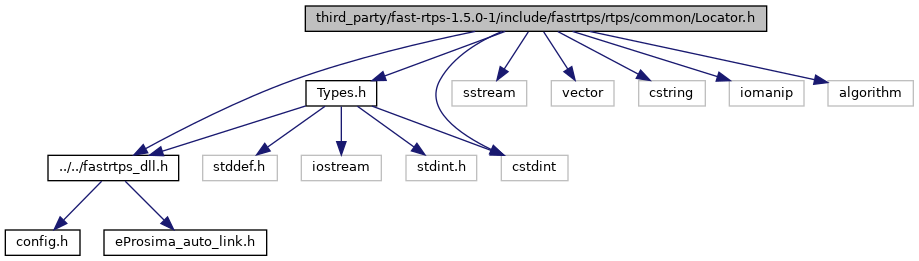 third_party/fast-rtps-1.5.0-1/include/fastrtps/rtps/common/Locator.h
Types.h
sstream
vector
cstring
iomanip
algorithm
../../fastrtps_dll.h
stddef.h
iostream
stdint.h
cstdint
config.h
eProsima_auto_link.h